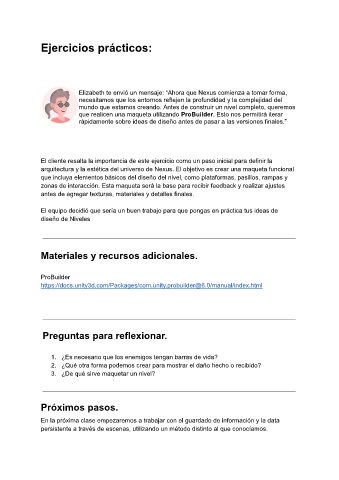 Ejercicios prácticos:
Elizabeth te envió un mensaje: “Ahora que Nexus comienza a tomar forma,
necesitamos que los entornos reflejen la profundidad y la complejidad del
mundo que estamos creando. Antes de construir un nivel completo, queremos
que realicen una maqueta utilizando ProBuilder. Esto nos permitirá iterar
rápidamente sobre ideas de diseño antes de pasar a las versiones finales.”
El cliente resalta la importancia de este ejercicio como un paso inicial para definir la
arquitectura y la estética del universo de Nexus. El objetivo es crear una maqueta funcional
que incluya elementos básicos del diseño del nivel, como plataformas, pasillos, rampas y
zonas de interacción. Esta maqueta será la base para recibir feedback y realizar ajustes
antes de agregar texturas, materiales y detalles finales.
El equipo decidió que sería un buen trabajo para que pongas en práctica tus ideas de
diseño de Niveles
Materiales y recursos adicionales.
ProBuilder
https://docs.unity3d.com/Packages/com.unity.probuilder@6.0/manual/index.html
Preguntas para reflexionar.
1. ¿Es necesario que los enemigos tengan barras de vida?
2. ¿Qué otra forma podemos crear para mostrar el daño hecho o recibido?
3. ¿De qué sirve maquetar un nivel?
Próximos pasos.
En la próxima clase empezaremos a trabajar con el guardado de información y la data
persistente a través de escenas, utilizando un método distinto al que conocíamos.